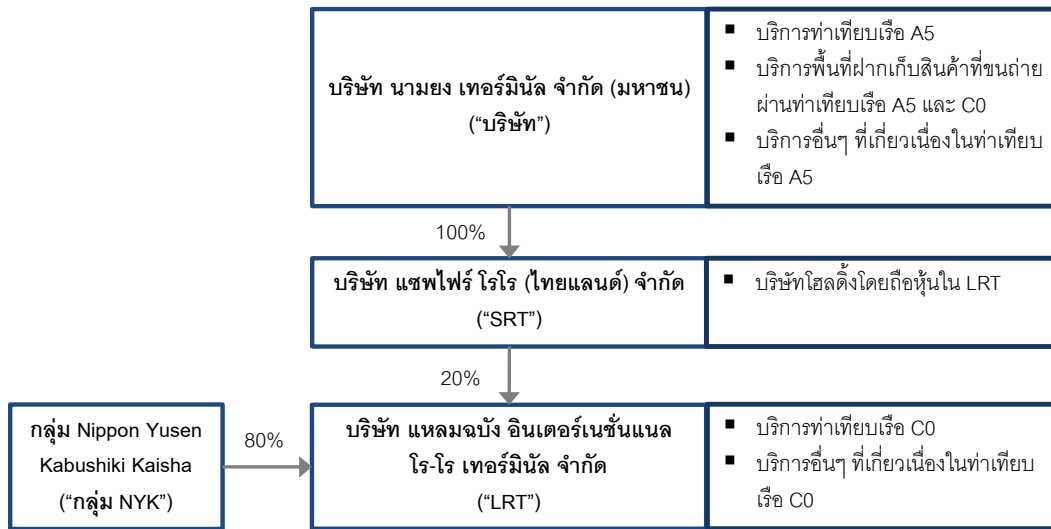 บริษัท นามยง เทอร์มินัล จำกัด (มหาชน)
(“บริษัท”)
▪ บริการท่าเทียบเรือ A5
▪ บริการพื้นที่ฝากเก็บสินค้าที่ขนถ่าย
ผ่านท่าเทียบเรือ A5 และ C0
▪ บริการอื่นๆ ที่เกี่ยวเนื่องในท่าเทียบ
เรือ A5
100%
บริษัท แซพไฟร์ โรโร (ไทยแลนด์) จำกัด
(“SRT”)
▪ บริษัทโฮลดิ้งโดยถือหุ้นใน LRT
20%
กลุ่ม Nippon Yusen
Kabushiki Kaisha
(“กลุ่ม NYK”)
80%
บริษัท แหลมฉบัง อินเตอร์เนชั่นแนล
โร-โร เทอร์มินัล จำกัด
(“LRT”)
▪ บริการท่าเทียบเรือ C0
▪ บริการอื่นๆ ที่เกี่ยวเนื่องในท่าเทียบ
เรือ C0